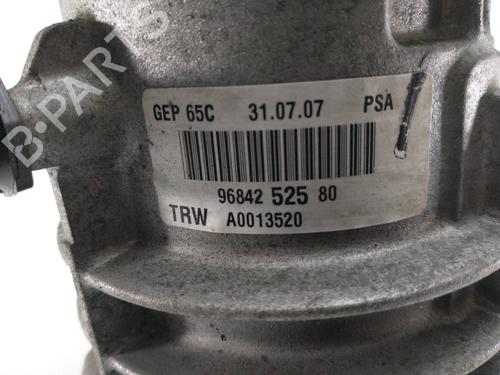 GEP 65C 31.07.07 PSA
96842 525 80
TRW A0013520
B-PARTS